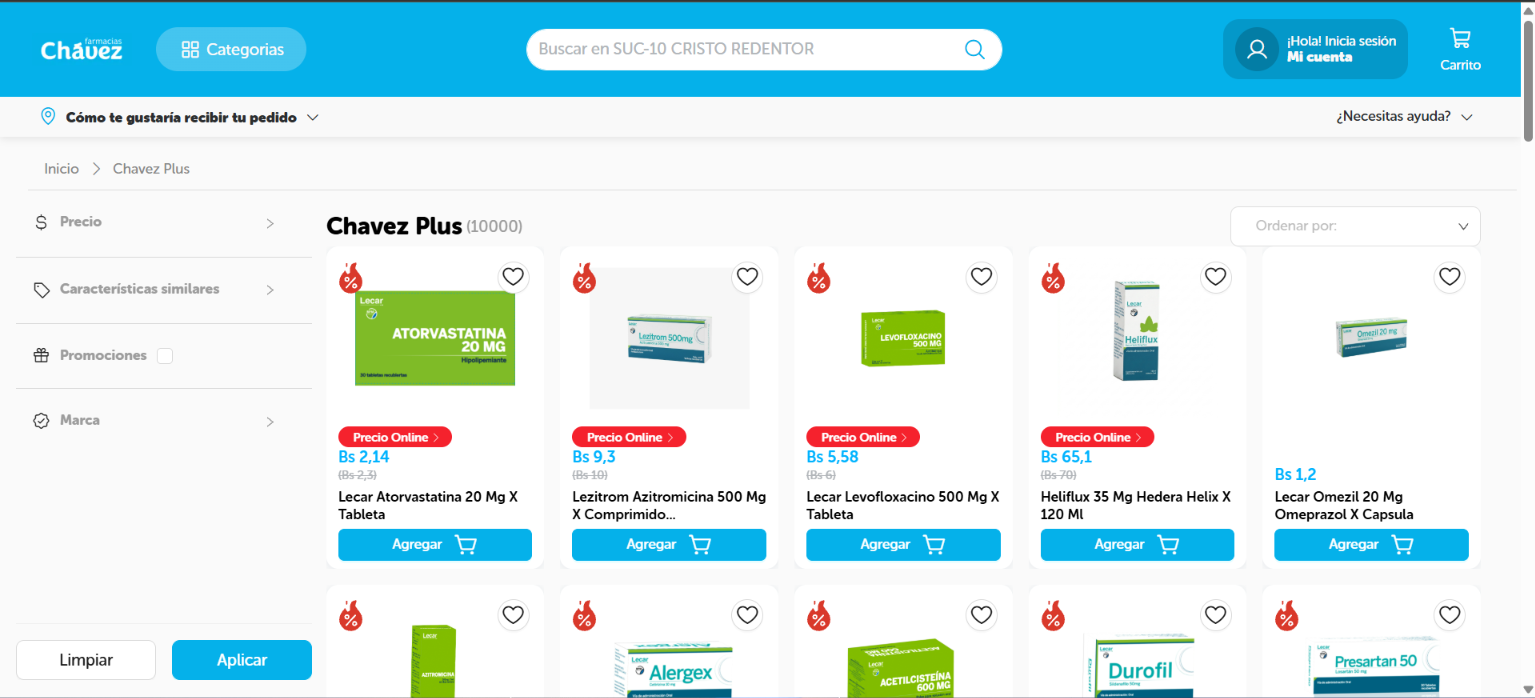 farmacias
Chávez
Categorias
Buscar en SUC-10 CRISTO REDENTOR
¡Hola! Inicia sesión
Mi cuenta
Carrito
Cómo te gustaría recibir tu pedido
¿Necesitas ayuda?
Inicio
Chavez Plus
Precio
Características similares
Promociones
Marca
Limpiar
Aplicar
Chavez Plus (10000)
Ordenar por:
Lecar
ATORVASTATINA
20 MG
Hipolipemiante
Precio Online
Bs 2,14
(Bs 2,3)
Lecar Atorvastatina 20 Mg X
Tableta
Agregar
Lecar
Lezitrom 500mg
Precio Online
Bs 9,3
(Bs 10)
Lezitrom Azitromicina 500 Mg
X Comprimido...
Agregar
Lecar
LEVOFLOXACINO
500 MG
Precio Online
Bs 5,58
(Bs 6)
Lecar Levofloxacino 500 Mg X
Tableta
Agregar
Lecar
Heliflux
Precio Online
Bs 65,1
(Bs 70)
Heliflux 35 Mg Hedera Helix X
120 Ml
Agregar
Omezil 20 mg
Bs 1,2
Lecar Omezil 20 Mg
Omeprazol X Capsula
Agregar
Lecar
AZITROMICINA
Lecar
Alergex
Lecar
ACETILCISTEÍNA
600 MG
Lecar
Durofil
Lecar
Presartan 50